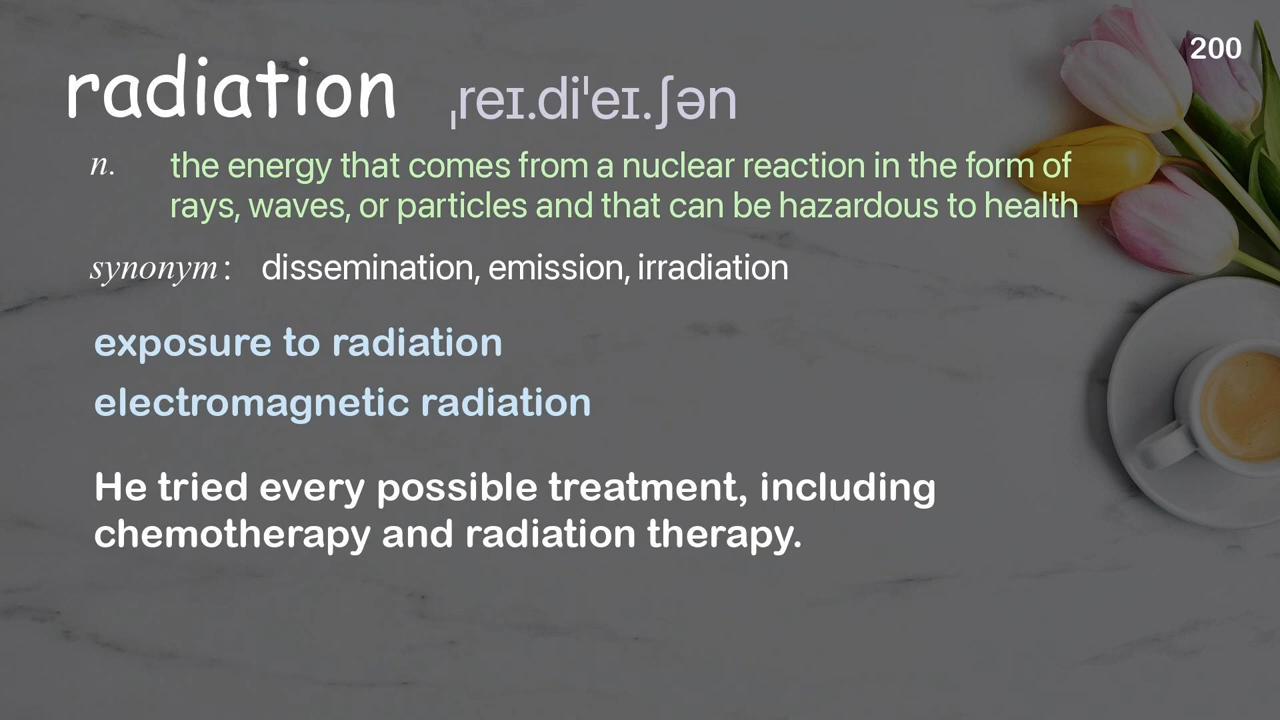 200
radiation ˌreɪ.diˈeɪ.ʃən
n. the energy that comes from a nuclear reaction in the form of
rays, waves, or particles and that can be hazardous to health
synonym: dissemination, emission, irradiation
exposure to radiation
electromagnetic radiation
He tried every possible treatment, including
chemotherapy and radiation therapy.